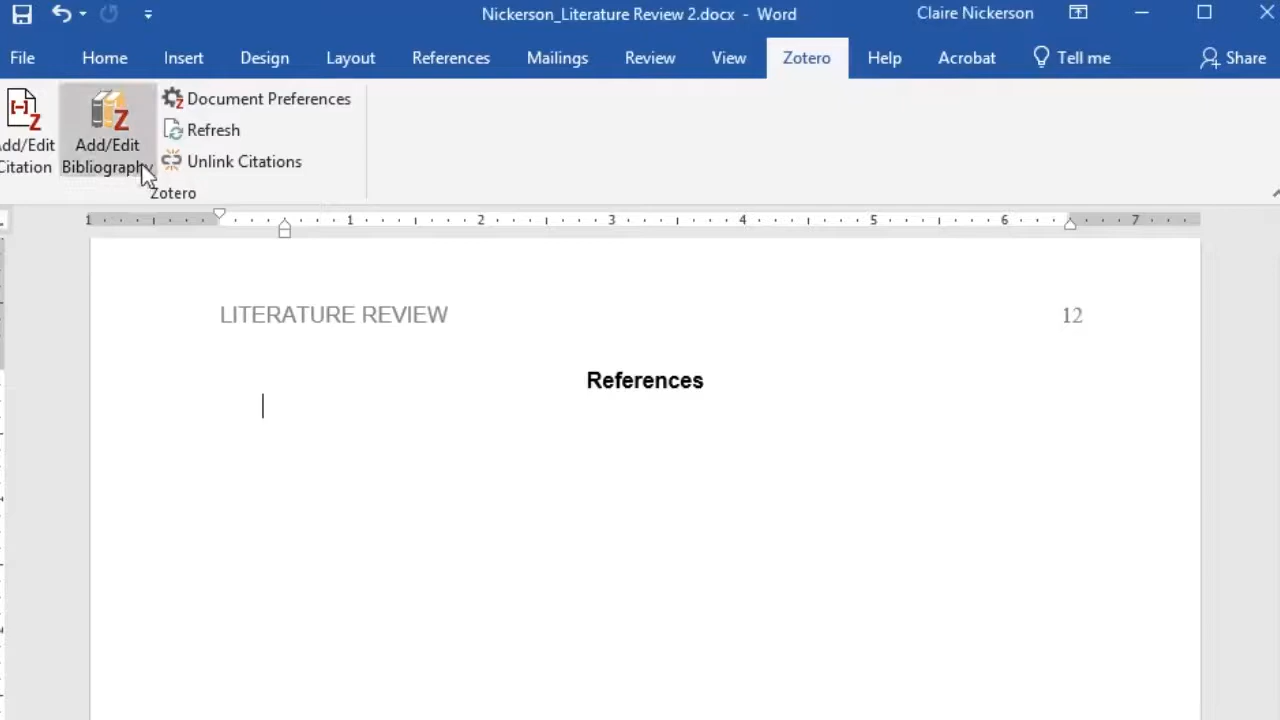 Nickerson_Literature Review 2.docx - Word
Claire Nickerson
File Home Insert Design Layout References Mailings Review View Zotero Help Acrobat Tell me Share
dd/Edit
Citation
Add/Edit
Bibliography
Document Preferences
Refresh
Unlink Citations
Zotero
1 1 2 3 4 5 6 7
LITERATURE REVIEW 12
References